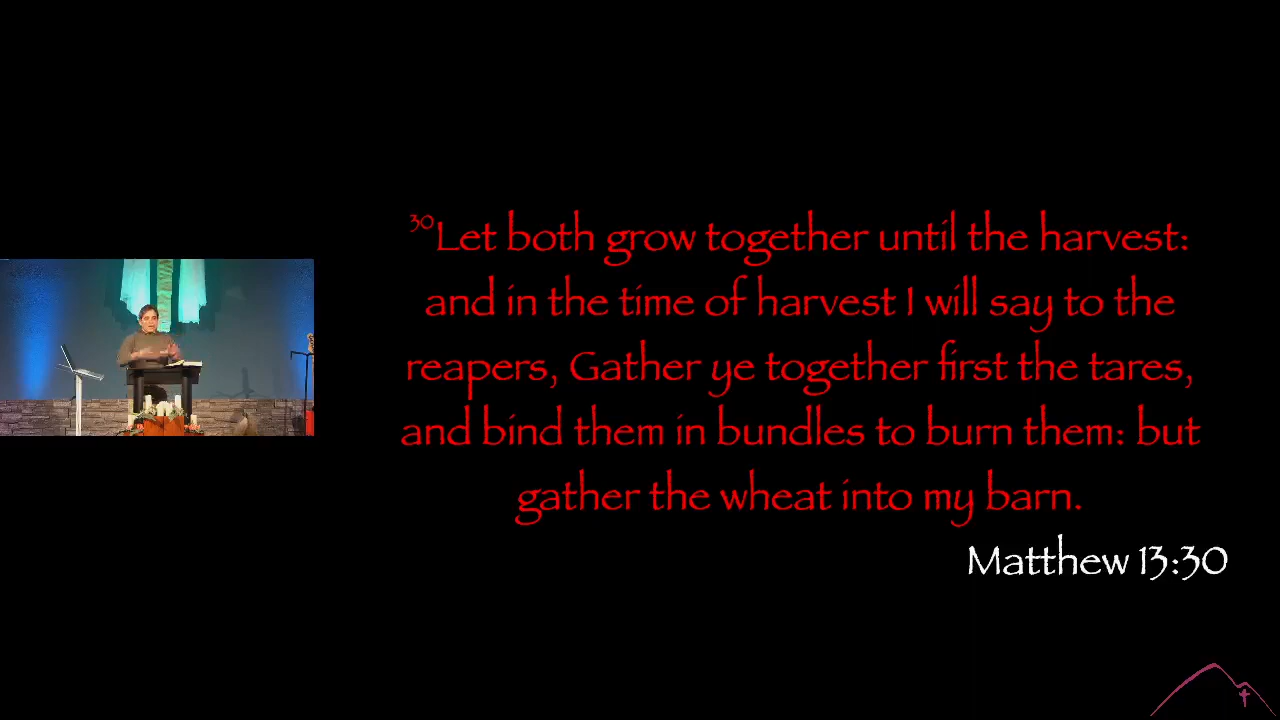 ³⁰Let both grow together until the harvest:
and in the time of harvest I will say to the
reapers, Gather ye together first the tares,
and bind them in bundles to burn them: but
gather the wheat into my barn.
Matthew 13:30